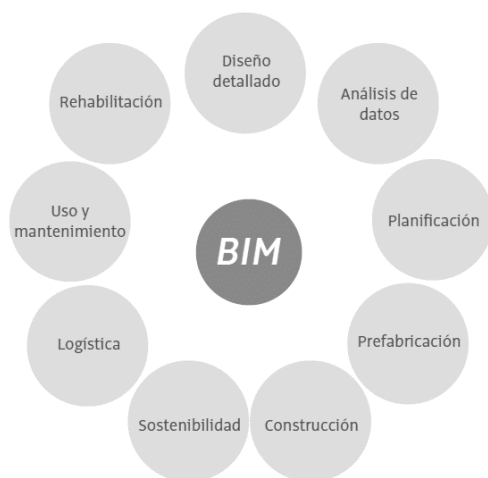 Diseño
detallado
Análisis de
datos
Planificación
Prefabricación
Construcción
Sostenibilidad
Logística
Uso y
mantenimiento
Rehabilitación
BIM